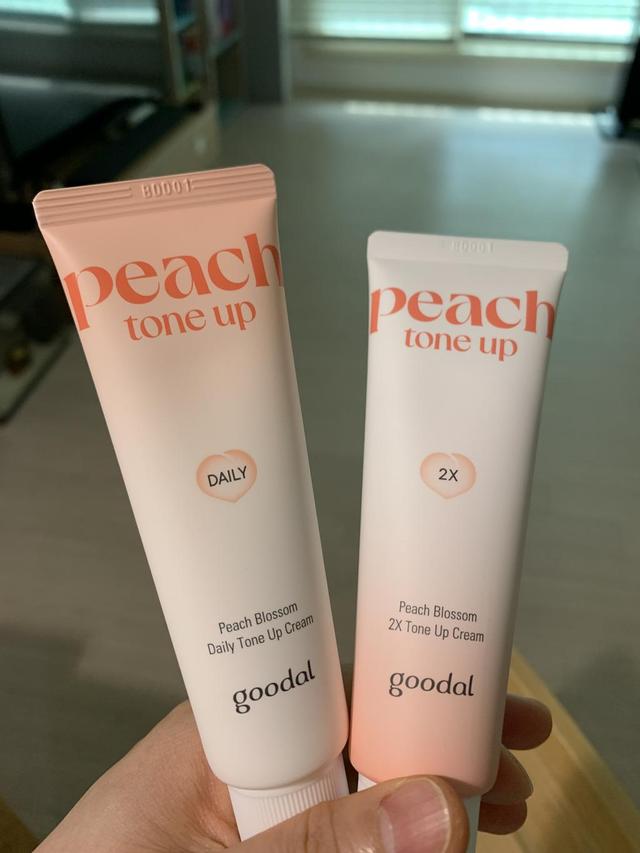 B0001
peach
tone up
DAILY
Peach Blossom
Daily Tone Up Cream
goodal
B0001
peach
tone up
2X
Peach Blossom
2X Tone Up Cream
goodal